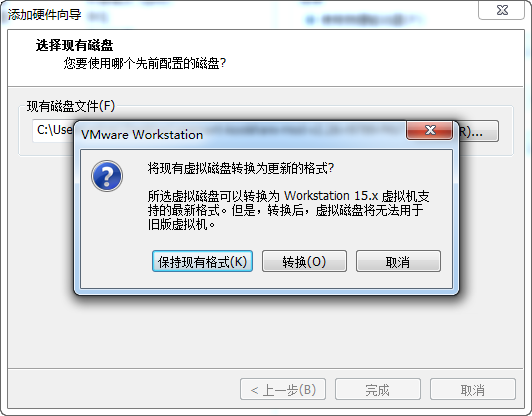 添加硬件向导
选择现有磁盘
您要使用哪个先前配置的磁盘?
现有磁盘文件(F)
C:\Use
R)...
VMware Workstation
将现有虚拟磁盘转换为更新的格式?
所选虚拟磁盘可以转换为 Workstation 15.x 虚拟机支
持的最新格式。但是，转换后，虚拟磁盘将无法用于
旧版虚拟机。
保持现有格式(K)
转换(O)
取消
< 上一步(B)
完成
取消